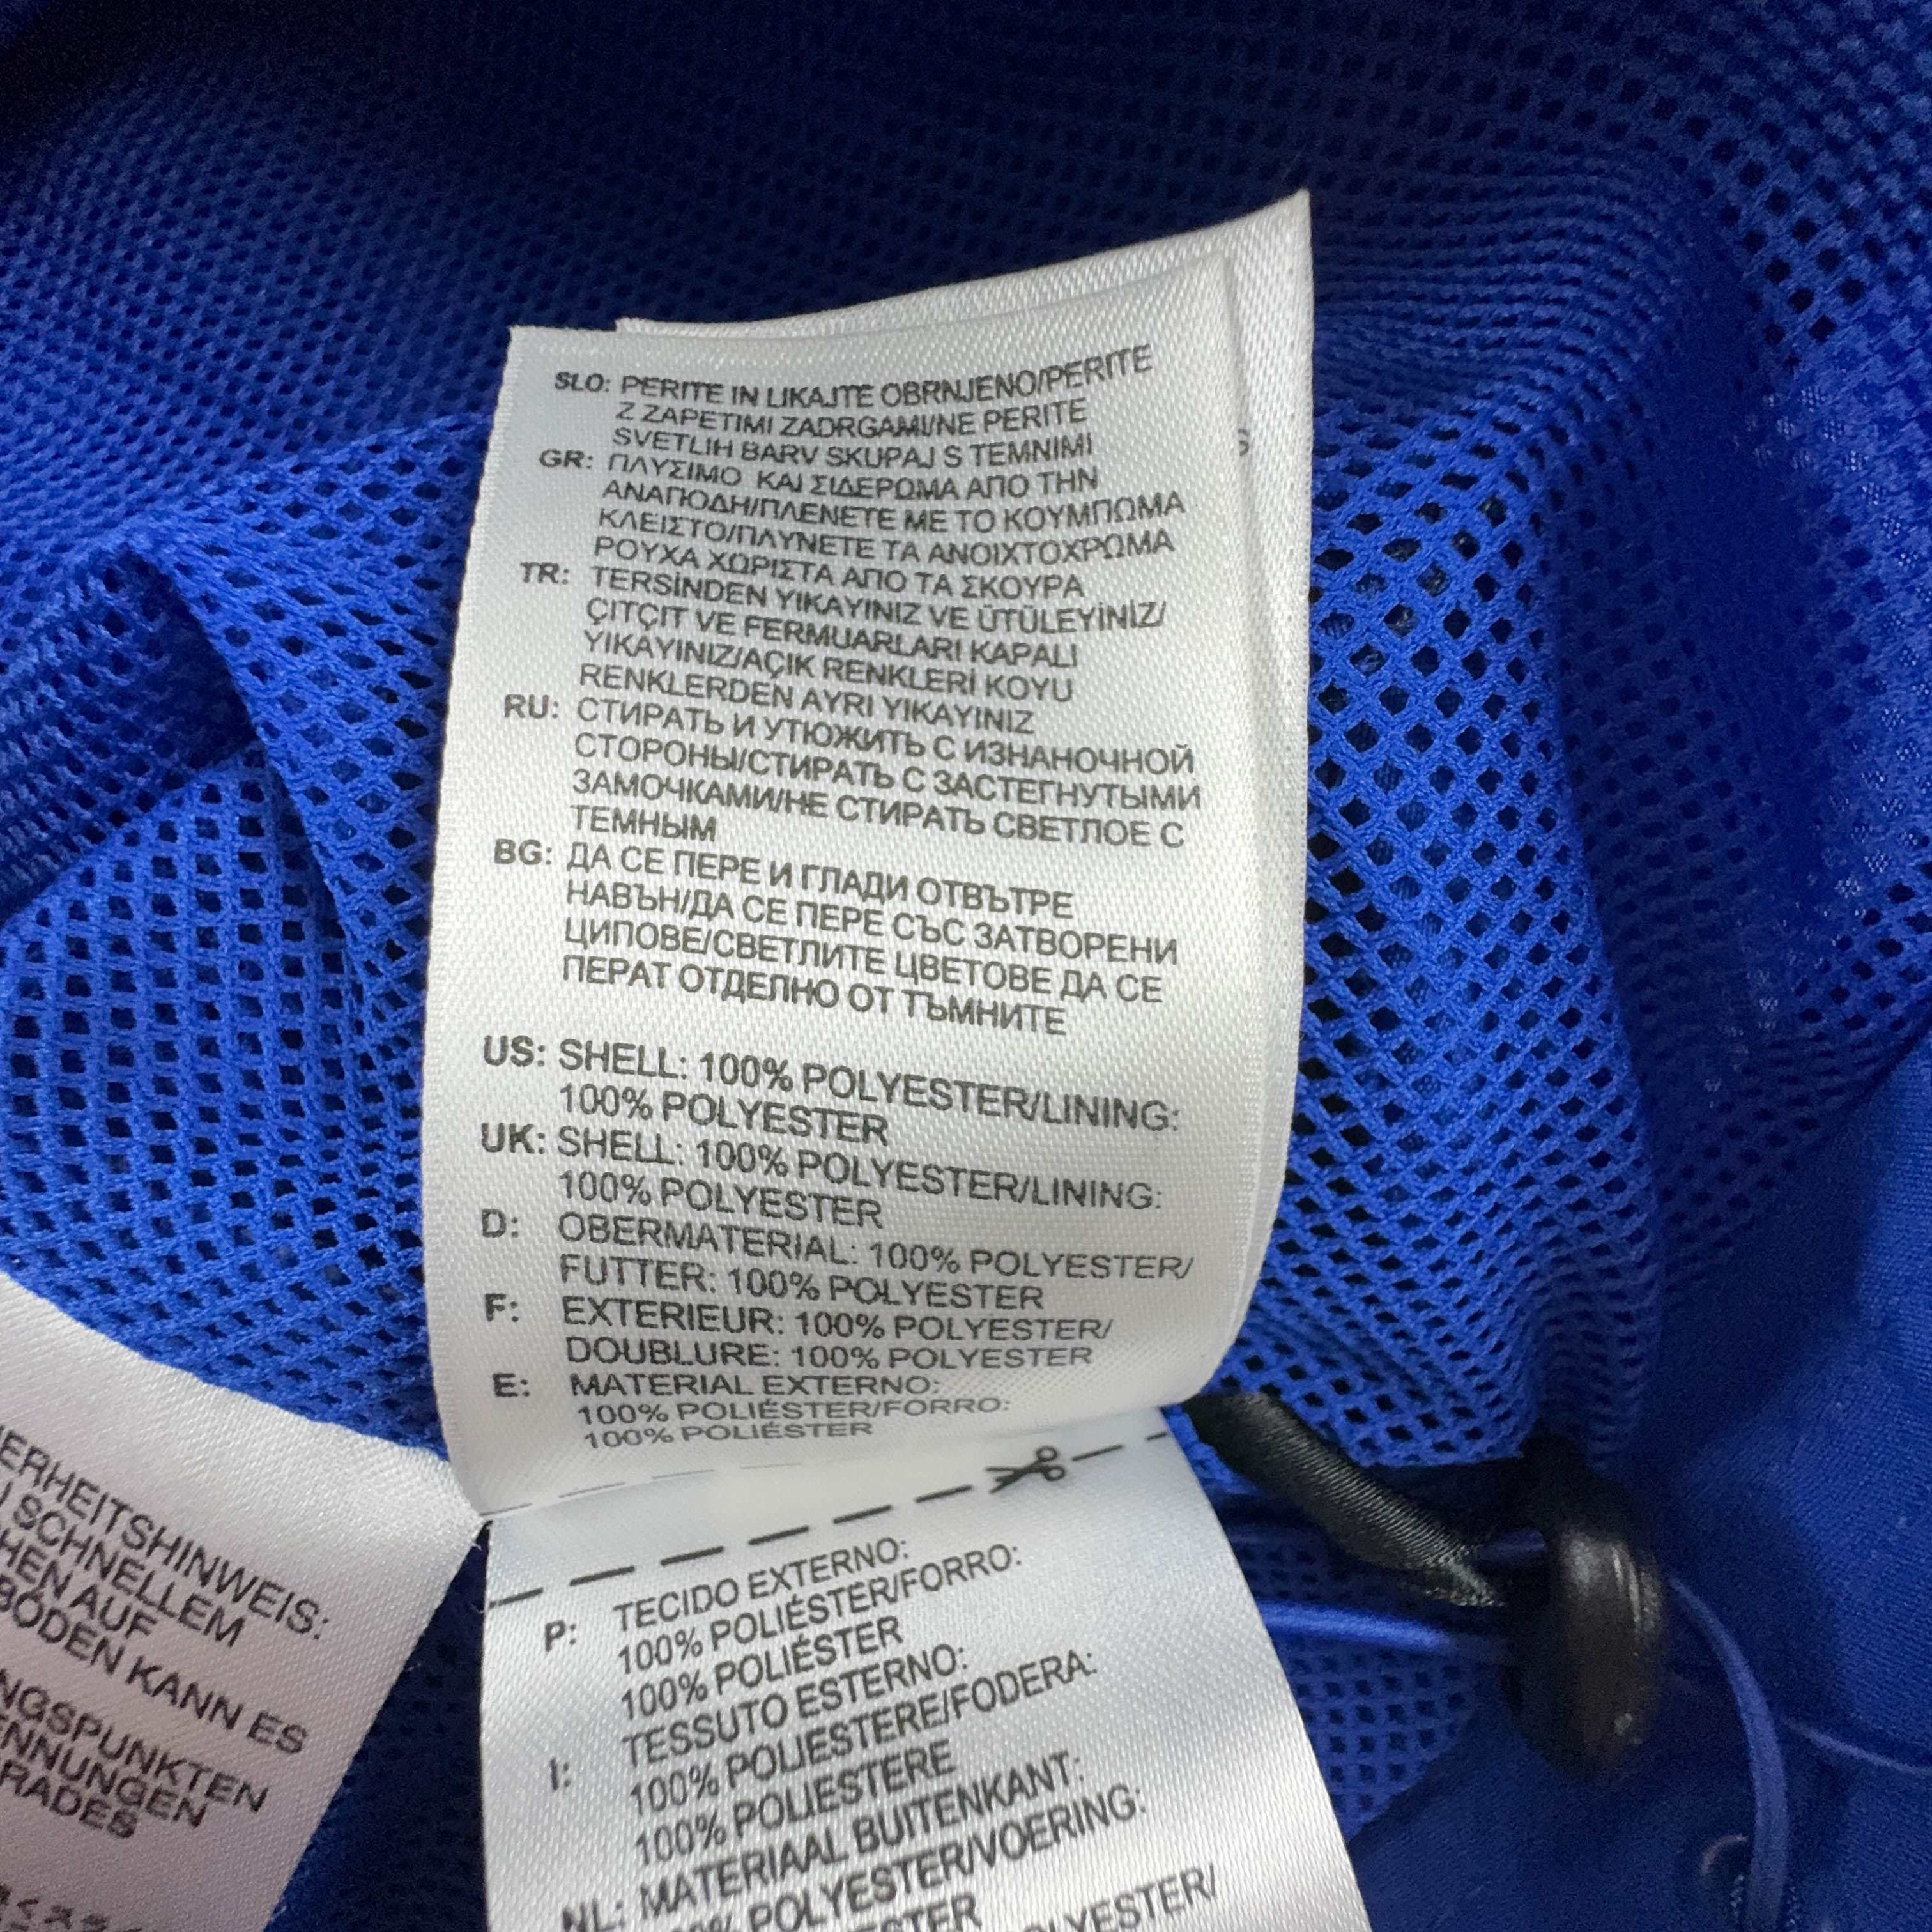 SLO: PERITE IN LIKAJTE OBRNJENO/PERITE
Z ZAPETIMI ZADRGAMI/NE PERITE
SVETLIH BARV SKUPAJ S TEMNIMI
GR: ΠΛΥΣΙΜΟ ΚΑΙ ΣΙΔΕΡΩΜΑ ΑΠΟ ΤΗΝ
ΑΝΑΠΟΔΗ/ΠΛΕΝΕΤΕ ΜΕ ΤΟ ΚΟΥΜΠΩΜΑ
ΚΛΕΙΣΤΟ/ΠΛΥΝΕΤΕ ΤΑ ΑΝΟΙΧΤΟΧΡΩΜΑ
ΡΟΥΧΑ ΧΩΡΙΣΤΑ ΑΠΟ ΤΑ ΣΚΟΥΡΑ
TR: TERSİNDEN YIKAYINIZ VE ÜTÜLEYİNİZ/
ÇITÇIT VE FERMUARLARI KAPALI
YIKAYINIZ/AÇIK RENKLERİ KOYU
RENKLERDEN AYRI YIKAYINIZ
RU: СТИРАТЬ И УТЮЖИТЬ С ИЗНАНОЧНОЙ
СТОРОНЫ/СТИРАТЬ С ЗАСТЕГНУТЫМИ
ЗАМОЧКАМИ/НЕ СТИРАТЬ СВЕТЛОЕ С
ТЕМНЫМ
BG: ДА СЕ ПЕРЕ И ГЛАДИ ОТВЪТРЕ
НАВЪН/ДА СЕ ПЕРЕ СЪС ЗАТВОРЕНИ
ЦИПОВЕ/СВЕТЛИТЕ ЦВЕТОВЕ ДА СЕ
ПЕРАТ ОТДЕЛНО ОТ ТЪМНИТЕ
US: SHELL: 100% POLYESTER/LINING:
100% POLYESTER
UK: SHELL: 100% POLYESTER/LINING:
100% POLYESTER
D: OBERMATERIAL: 100% POLYESTER/
FUTTER: 100% POLYESTER
F: EXTERIEUR: 100% POLYESTER/
DOUBLURE: 100% POLYESTER
E: MATERIAL EXTERNO:
100% POLIÉSTER/FORRO:
100% POLIÉSTER
P: TECIDO EXTERNO:
100% POLIÉSTER/FORRO:
100% POLIÉSTER
I: TESSUTO ESTERNO:
100% POLIESTERE/FODERA:
100% POLIESTERE
NL: MATERIAAL BUITENKANT:
POLYESTER/VOERING:
SCHNELLEM
AUF
BÖDEN KANN ES